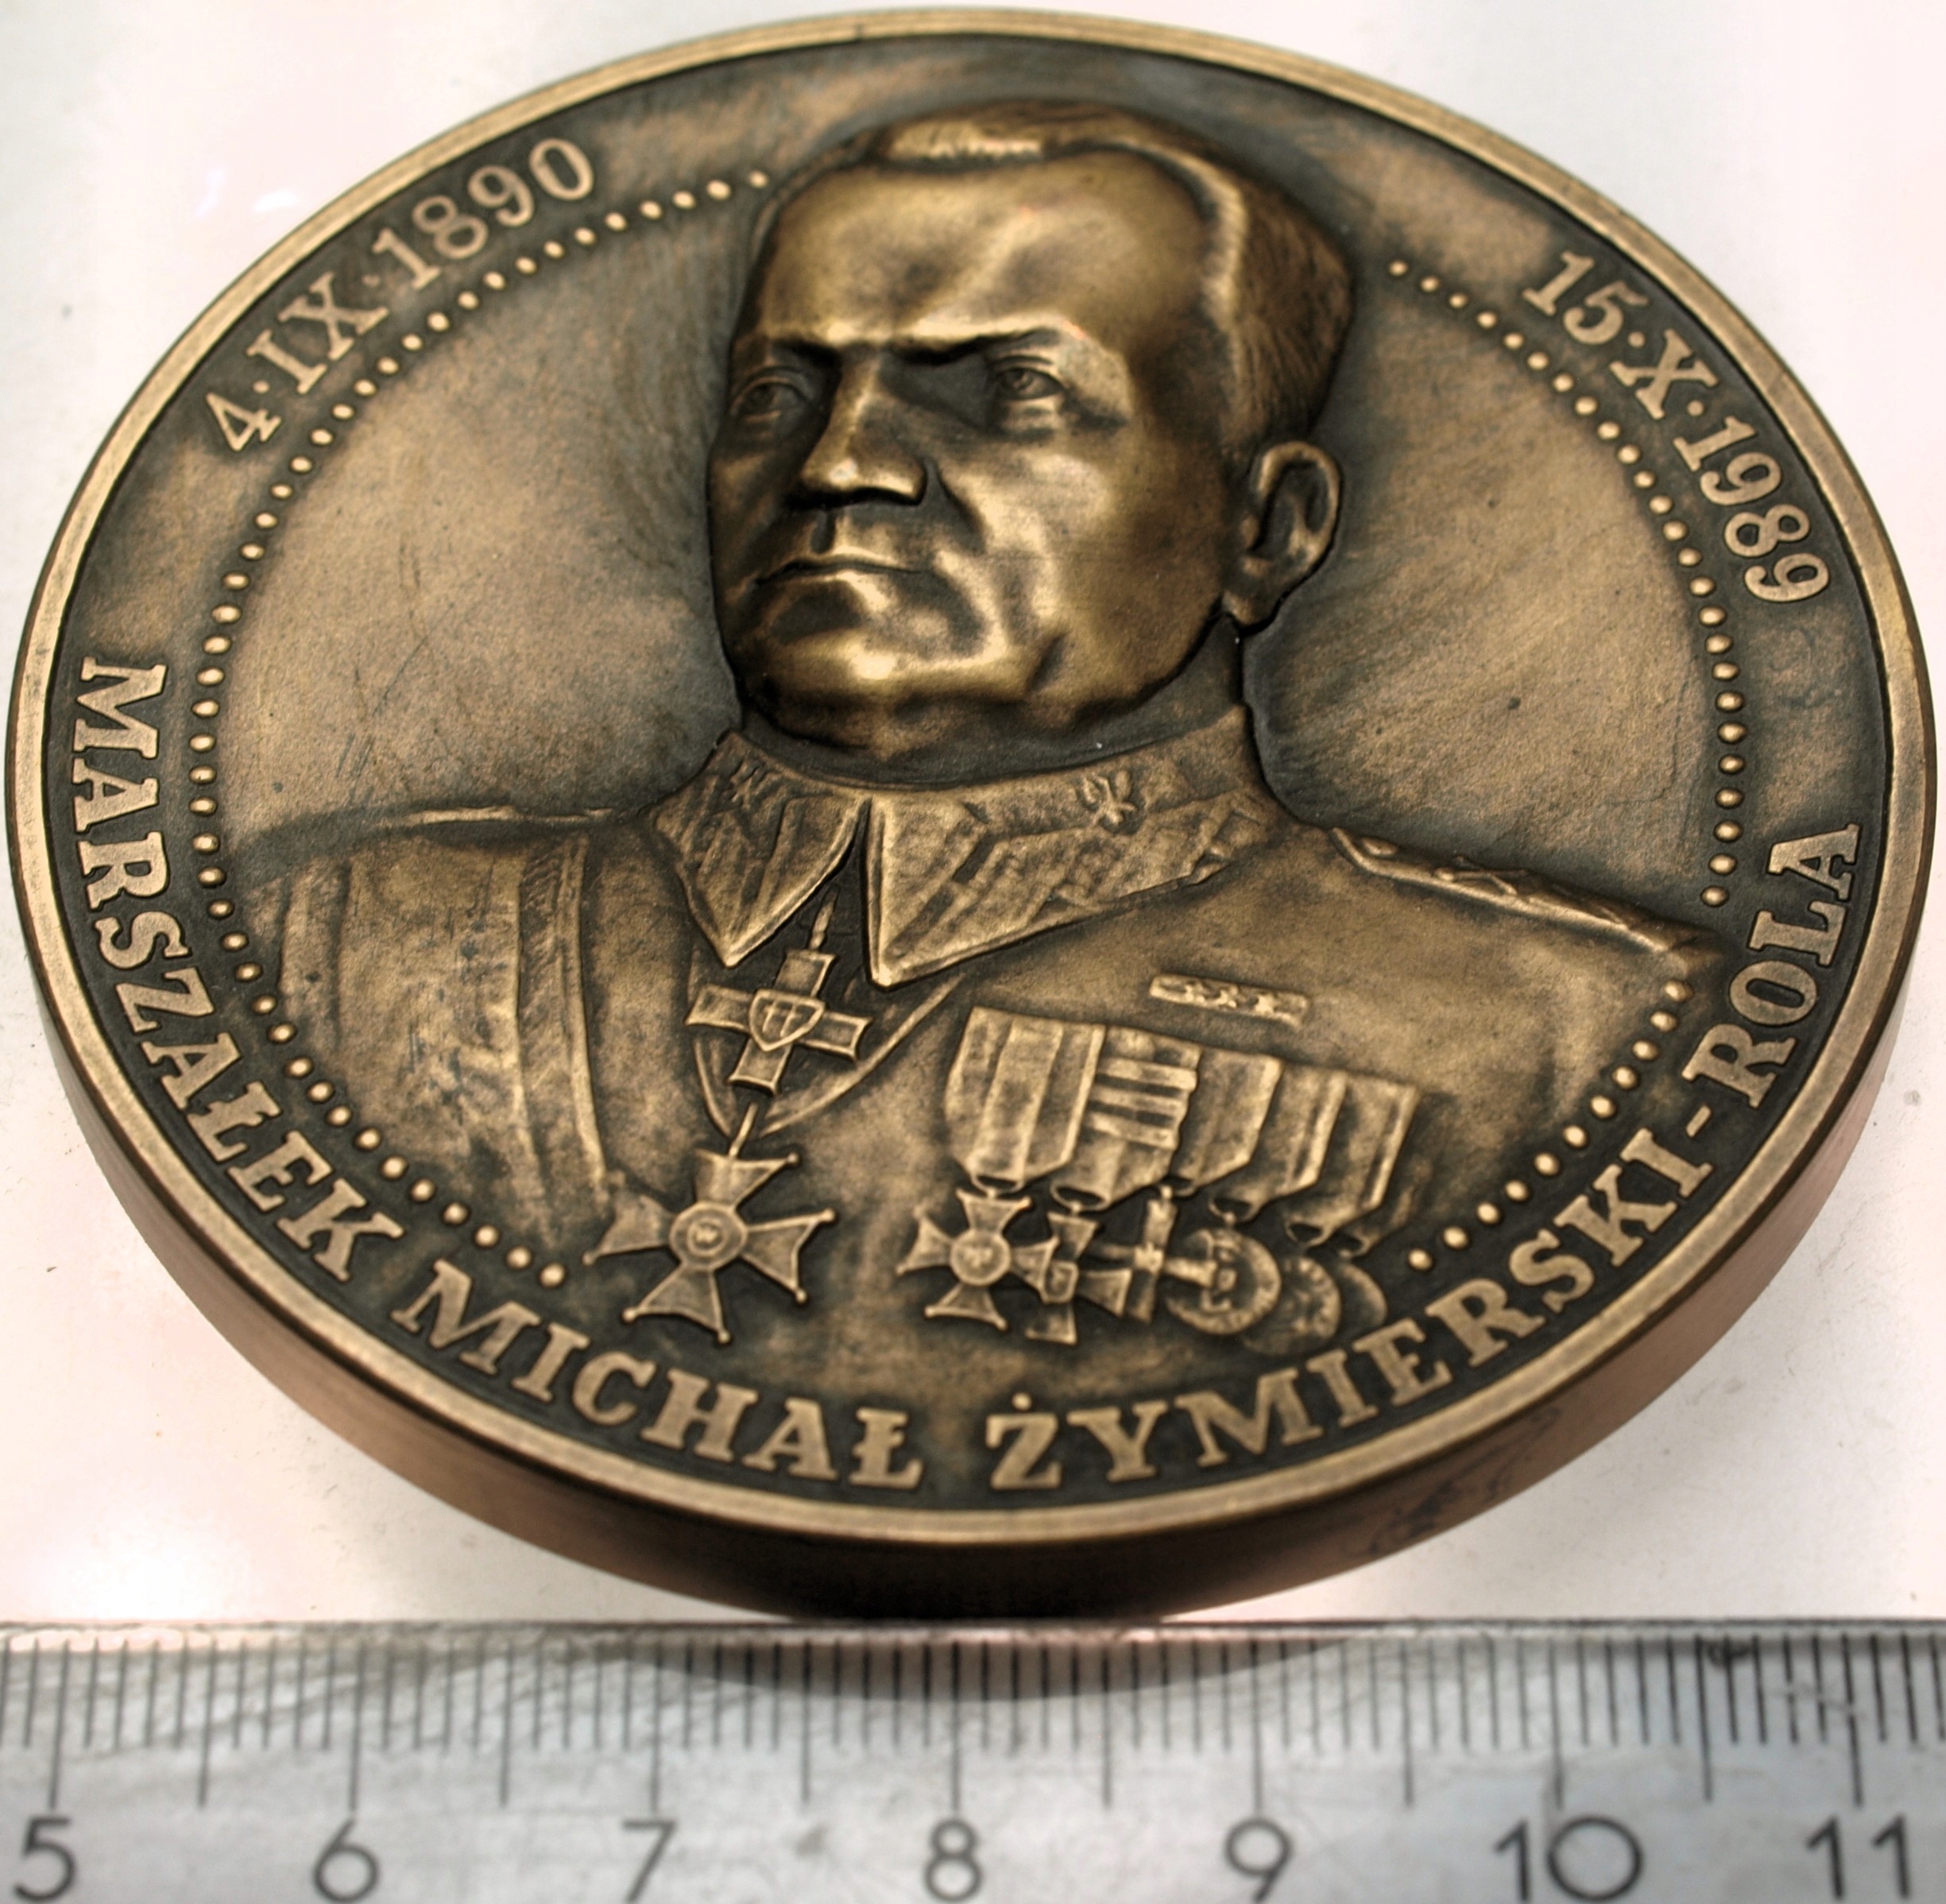 4·IX·1890
15·X·1989
MARSZAŁEK MICHAŁ ŻYMIERSKI-ROLA
5 6 7 8 9 10 11